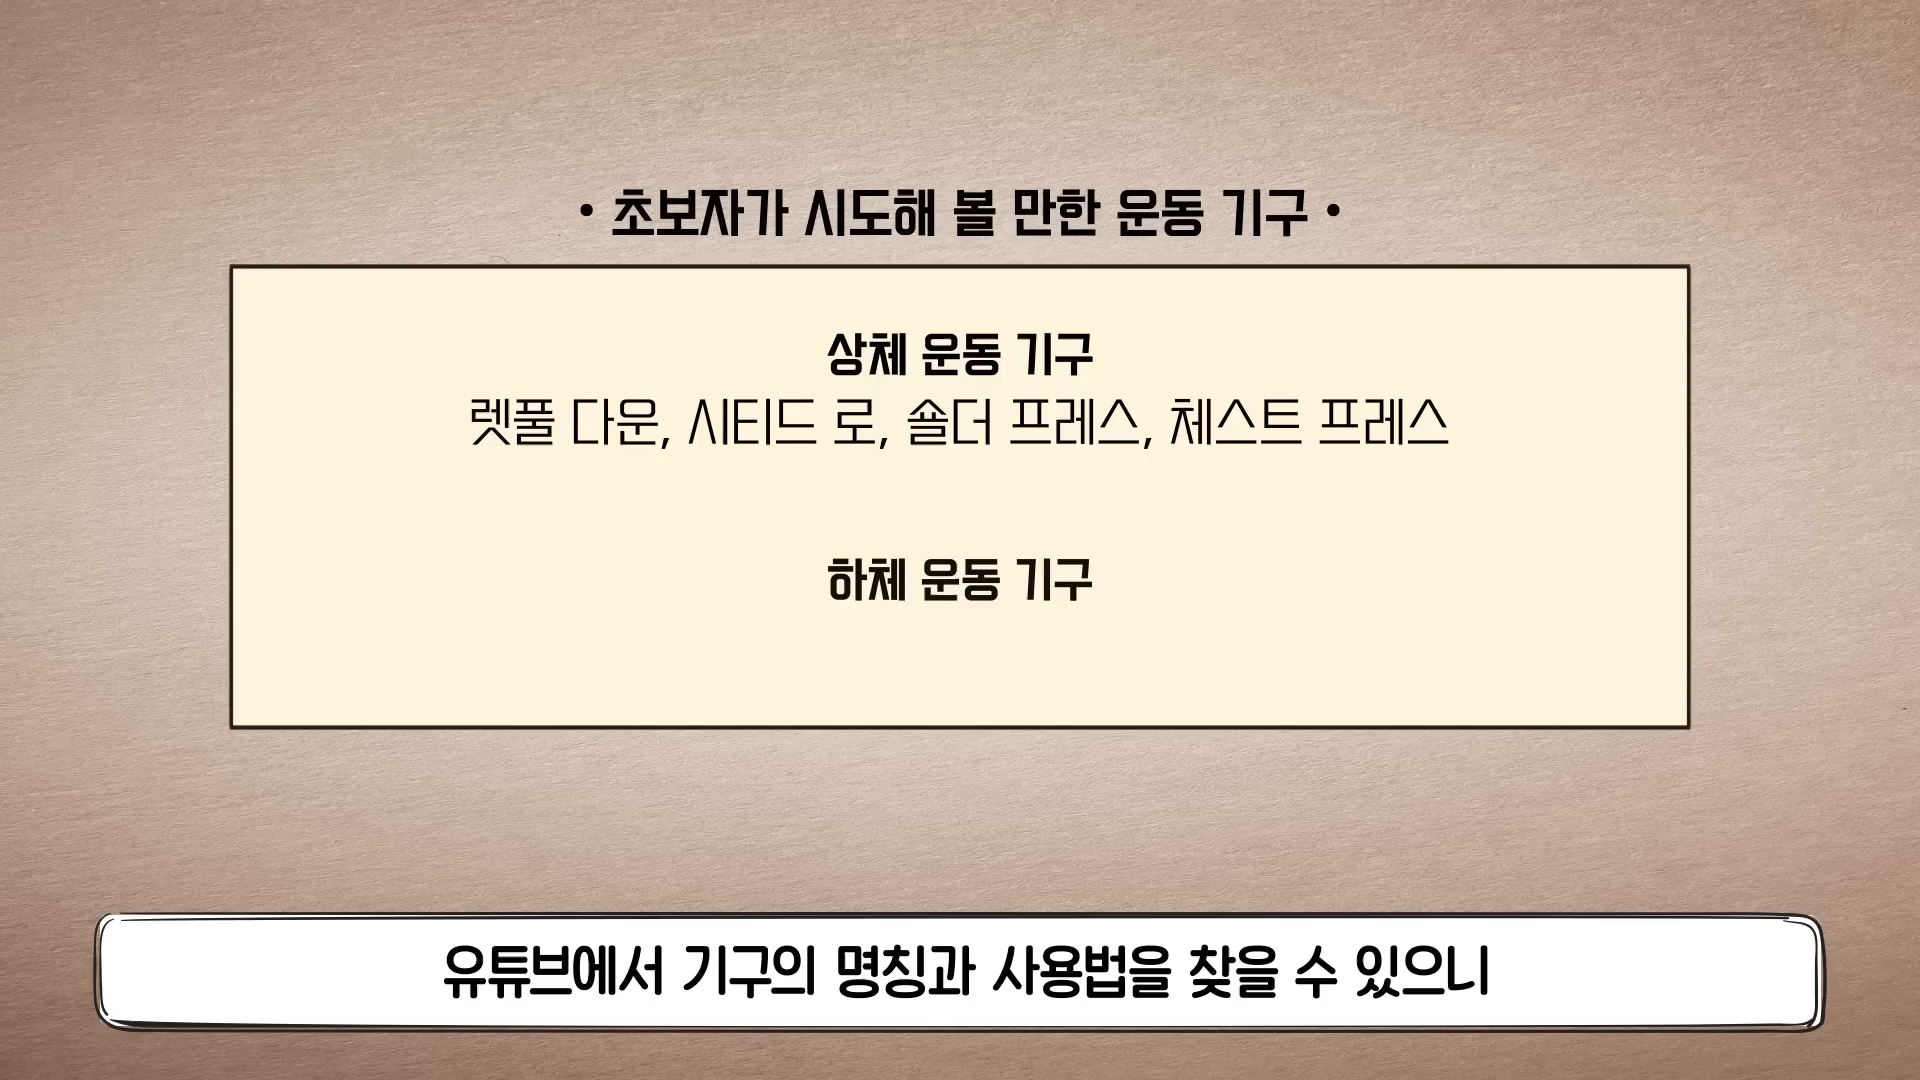 • 초보자가 시도해 볼 만한 운동 기구 •
상체 운동 기구
렛풀 다운, 시티드 로, 숄더 프레스, 체스트 프레스
하체 운동 기구
유튜브에서 기구의 명칭과 사용법을 찾을 수 있으니